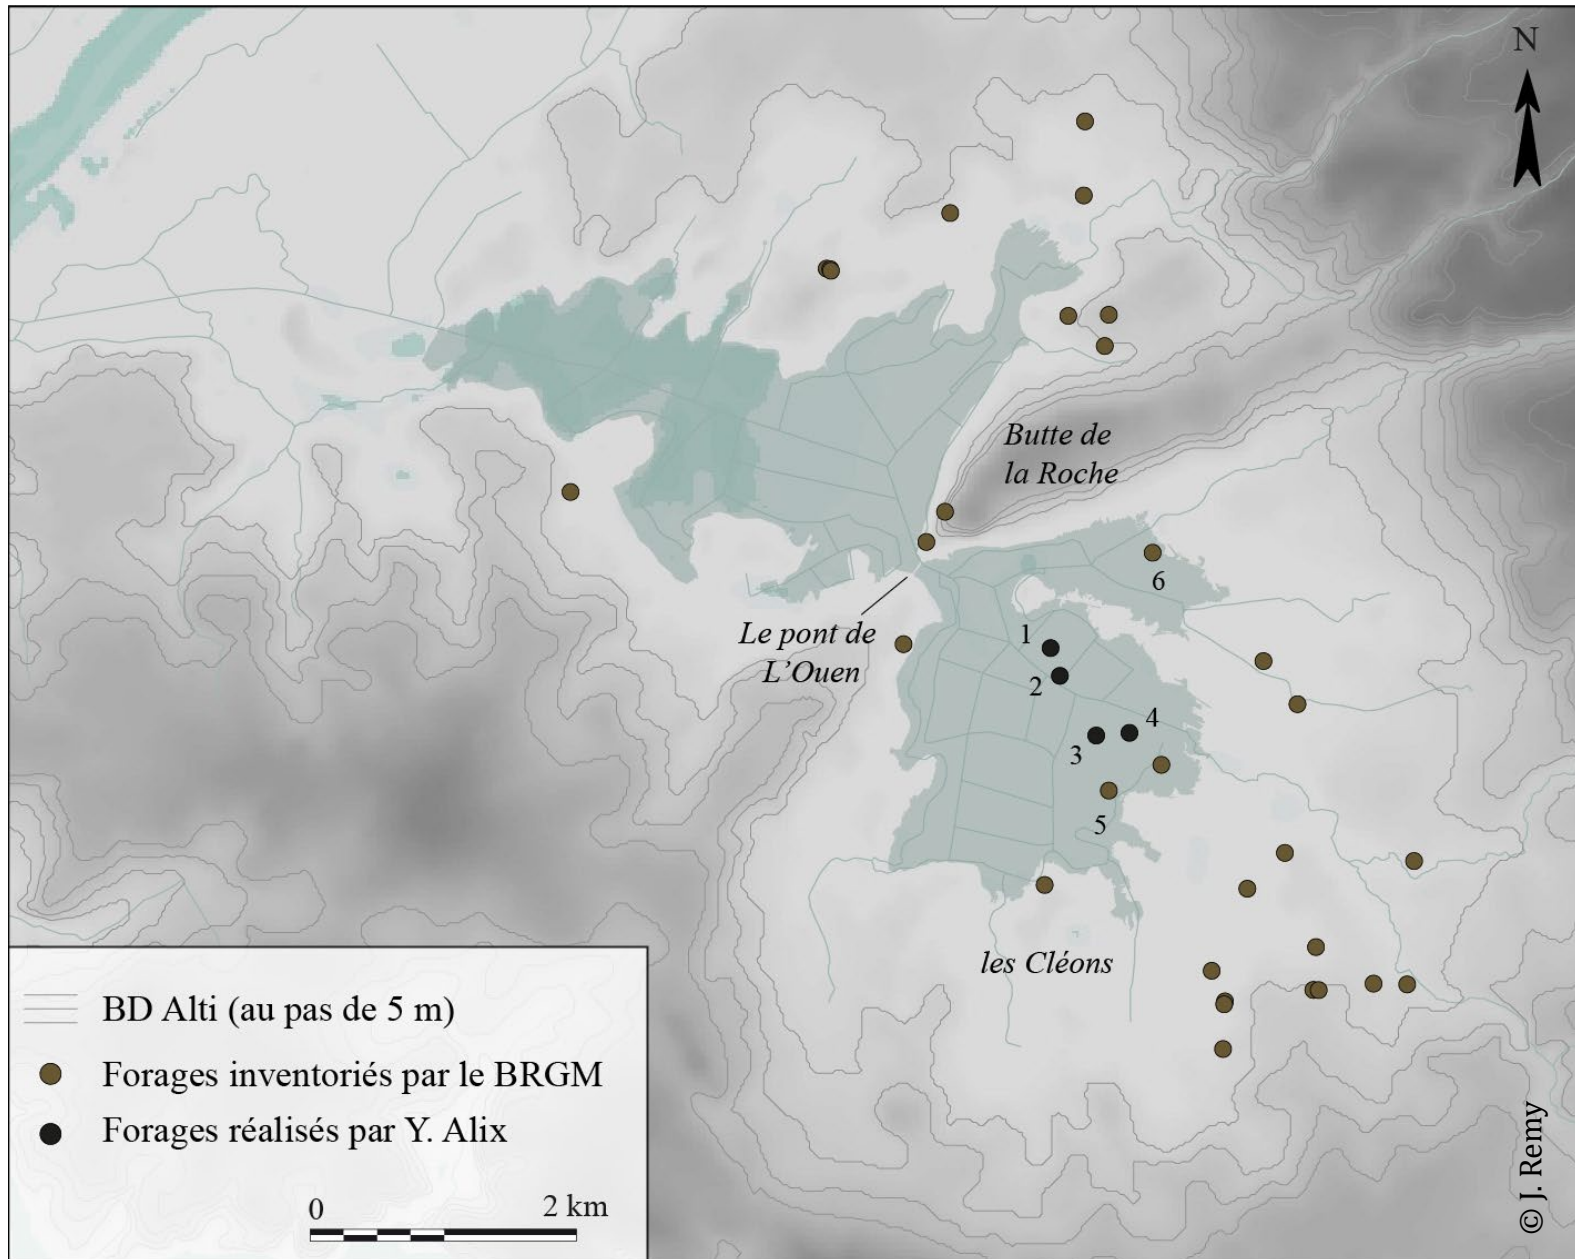 N
Butte de
la Roche
6
Le pont de
L’Ouen
1
2
4
3
5
les Cléons
BD Alti (au pas de 5 m)
Forages inventoriés par le BRGM
Forages réalisés par Y. Alix
0 2 km
© J. Remy